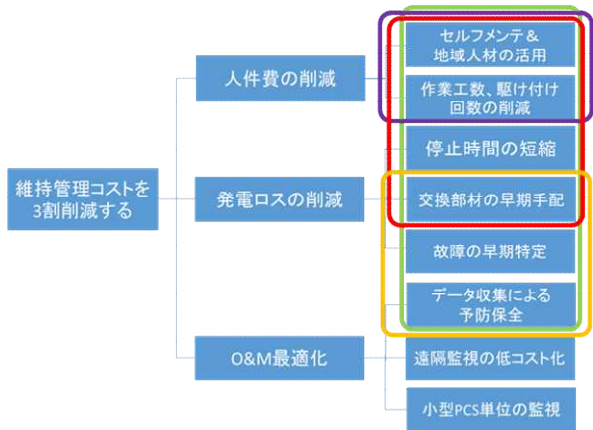 維持管理コストを
3割削減する
人件費の削減
セルフメンテ&
地域人材の活用
作業工数、駆け付け
回数の削減
発電ロスの削減
停止時間の短縮
交換部材の早期手配
故障の早期特定
O&M最適化
データ収集による
予防保全
遠隔監視の低コスト化
小型PCS単位の監視